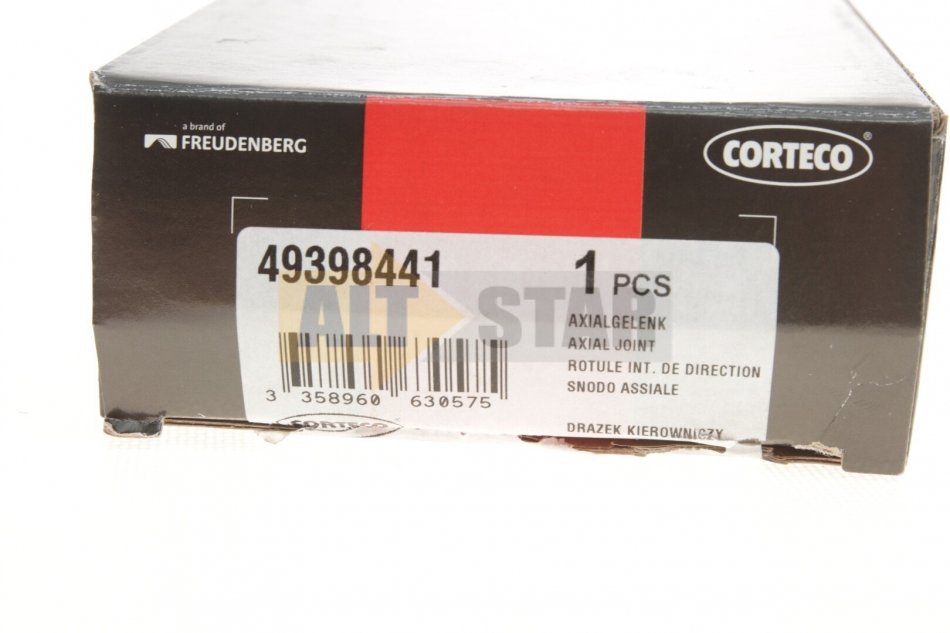 a brand of
FREUDENBERG
CORTECO®
49398441
1 PCS
ALT STAR
AXIALGELENK
AXIAL JOINT
ROTULE INT. DE DIRECTION
SNODO ASSIALE
DRAZEK KIEROWNICZY
3 358960 630575
CORTECO